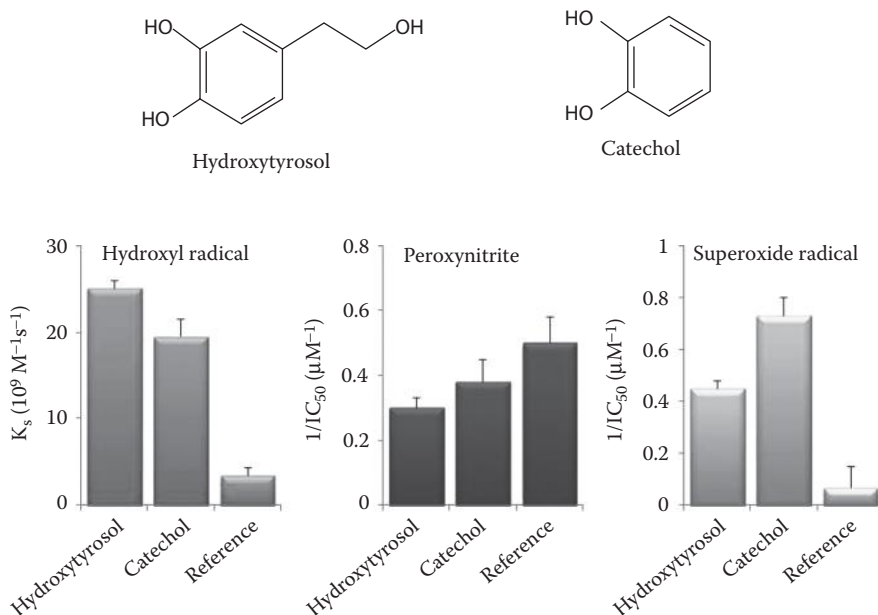 HO
OH
HO
Hydroxytyrosol
HO
HO
Catechol
Hydroxyl radical
K_s (10⁹ M⁻¹s⁻¹)
30
20
10
0
Hydroxytyrosol
Catechol
Reference
Peroxynitrite
1/IC₅₀ (μM⁻¹)
0.8
0.6
0.4
0.2
0
Hydroxytyrosol
Catechol
Reference
Superoxide radical
1/IC₅₀ (μM⁻¹)
1
0.8
0.6
0.4
0.2
0
Hydroxytyrosol
Catechol
Reference